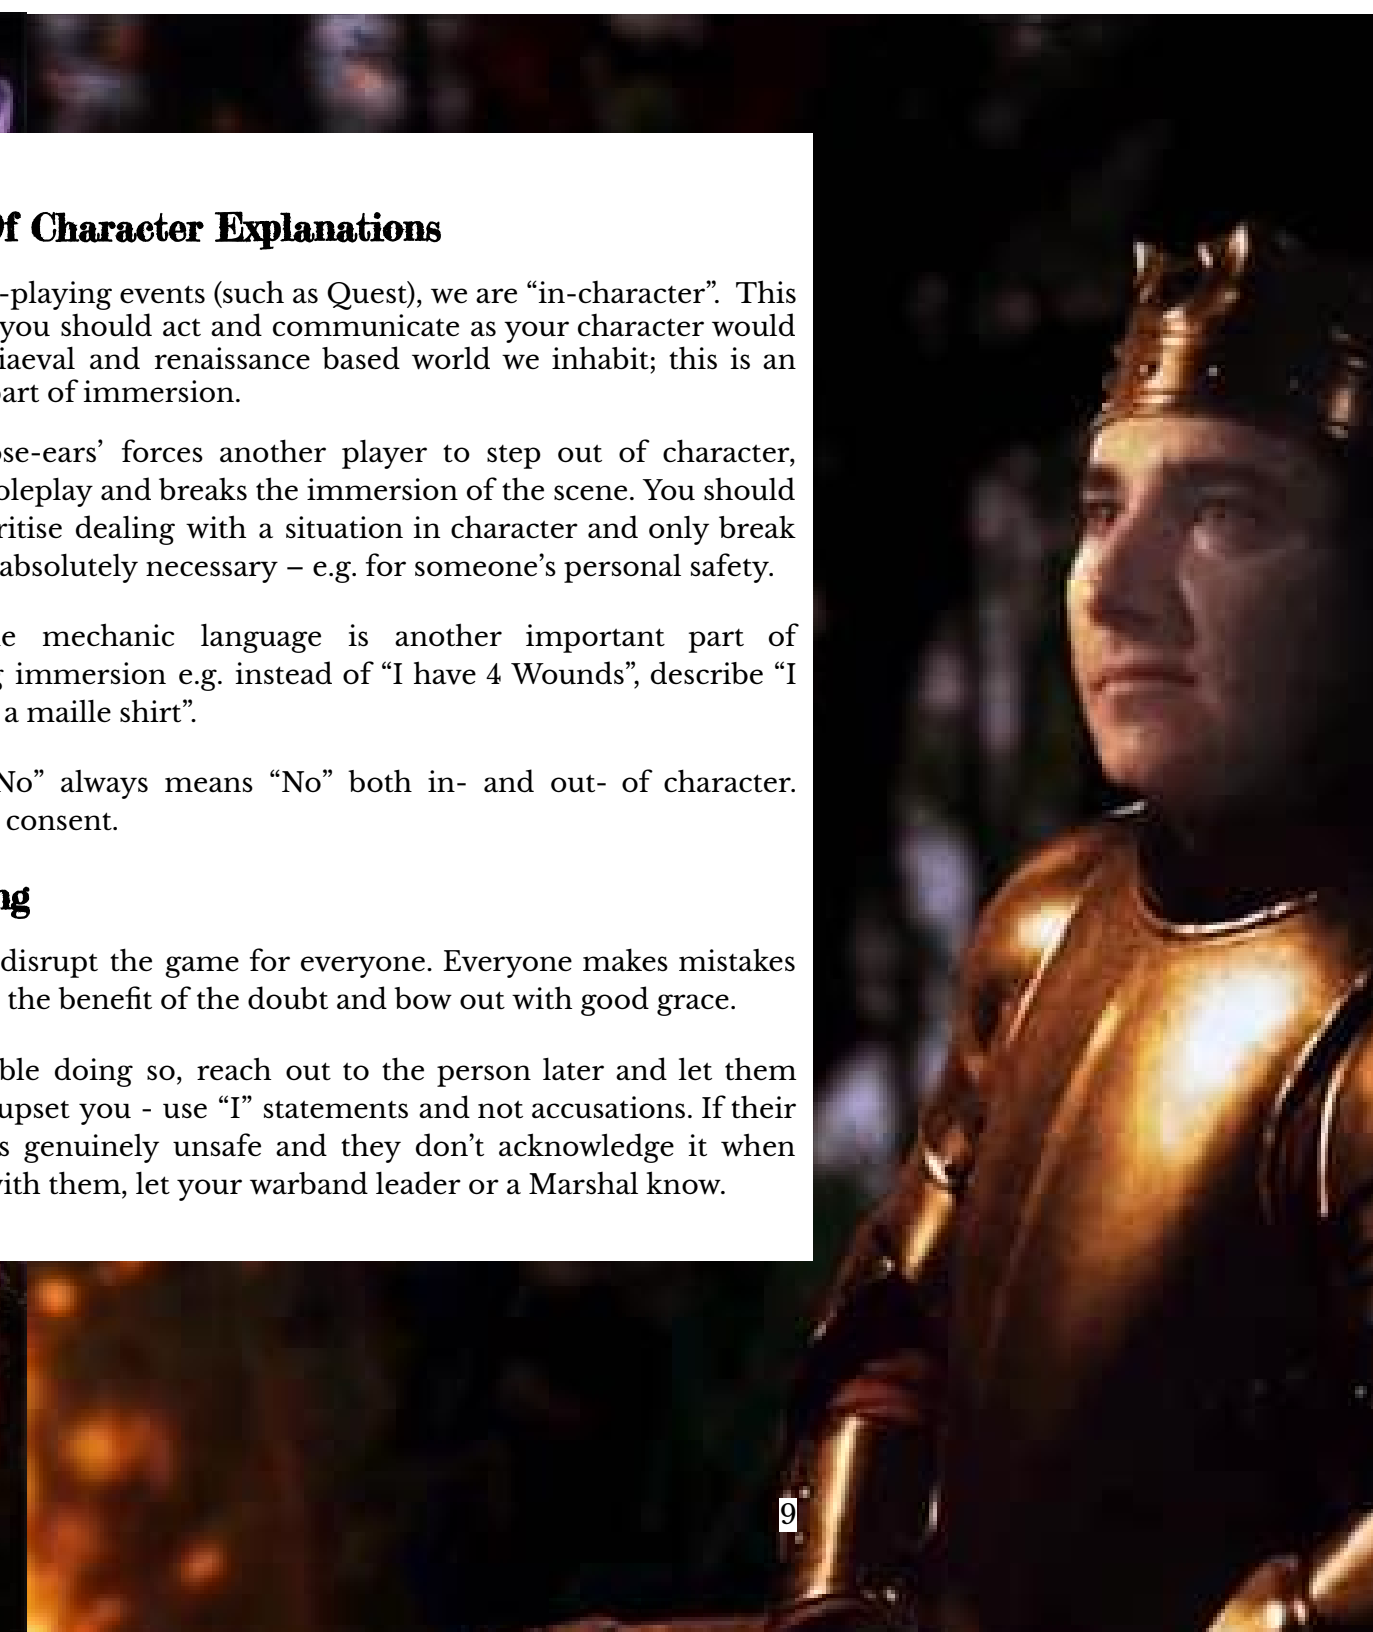 Of Character Explanations
-playing events (such as Quest), we are “in-character”. This
you should act and communicate as your character would
iaeval and renaissance based world we inhabit; this is an
art of immersion.
se-ears’ forces another player to step out of character,
oleplay and breaks the immersion of the scene. You should
ritise dealing with a situation in character and only break
absolutely necessary – e.g. for someone’s personal safety.
e mechanic language is another important part of
g immersion e.g. instead of “I have 4 Wounds”, describe “I
a maille shirt”.
No” always means “No” both in- and out- of character.
consent.
ng
disrupt the game for everyone. Everyone makes mistakes
the benefit of the doubt and bow out with good grace.
ble doing so, reach out to the person later and let them
upset you - use “I” statements and not accusations. If their
s genuinely unsafe and they don’t acknowledge it when
with them, let your warband leader or a Marshal know.
9